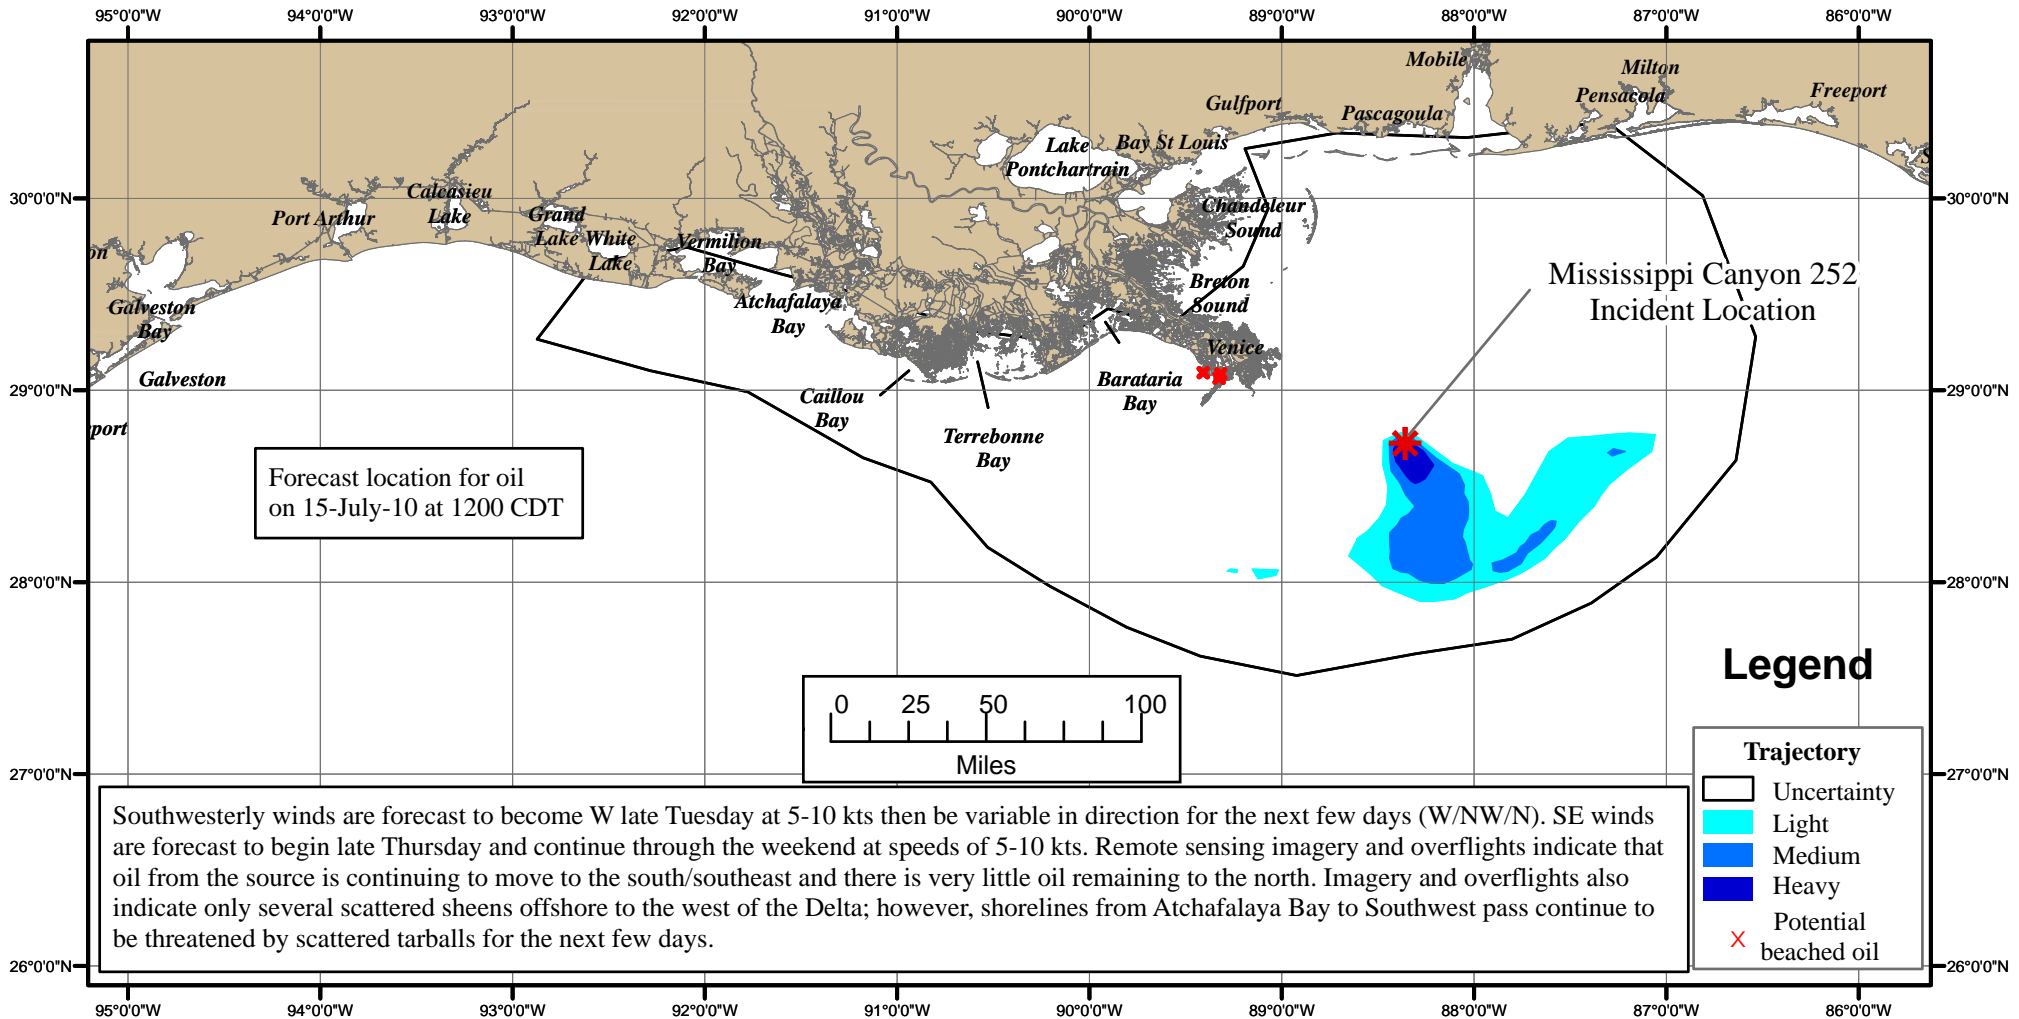 95°0'0"W 94°0'0"W 93°0'0"W 92°0'0"W 91°0'0"W 90°0'0"W 89°0'0"W 88°0'0"W 87°0'0"W 86°0'0"W
Mobile
Milton
Pensacola
Freeport
Gulfport
Pascagoula
Bay St Louis
Lake
Pontchartrain
S
30°0'0"N
30°0'0"N
Calcasieu
Lake
Port Arthur
Grand
Lake
White
Lake
Vermilion
Bay
Chandeleur
Sound
on
Galveston
Bay
Atchafalaya
Bay
Breton
Sound
Mississippi Canyon 252
Incident Location
Venice
29°0'0"N
29°0'0"N
Galveston
Caillou
Bay
Barataria
Bay
port
Terrebonne
Bay
Forecast location for oil
on 15-July-10 at 1200 CDT
28°0'0"N
28°0'0"N
0 25 50 100
Miles
Legend
Trajectory
Uncertainty
Light
Medium
Heavy
Potential
beached oil
27°0'0"N
27°0'0"N
Southwesterly winds are forecast to become W late Tuesday at 5-10 kts then be variable in direction for the next few days (W/NW/N). SE winds
are forecast to begin late Thursday and continue through the weekend at speeds of 5-10 kts. Remote sensing imagery and overflights indicate that
oil from the source is continuing to move to the south/southeast and there is very little oil remaining to the north. Imagery and overflights also
indicate only several scattered sheens offshore to the west of the Delta; however, shorelines from Atchafalaya Bay to Southwest pass continue to
be threatened by scattered tarballs for the next few days.
26°0'0"N
26°0'0"N
95°0'0"W 94°0'0"W 93°0'0"W 92°0'0"W 91°0'0"W 90°0'0"W 89°0'0"W 88°0'0"W 87°0'0"W 86°0'0"W